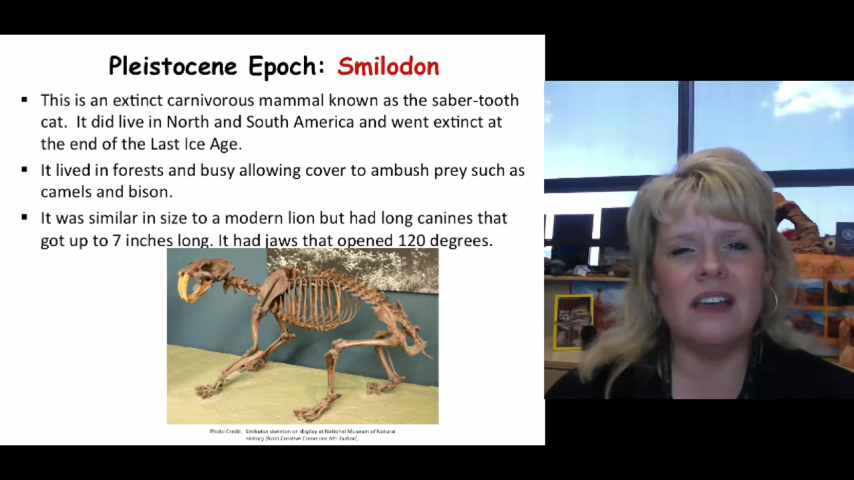 Pleistocene Epoch: Smilodon
▪ This is an extinct carnivorous mammal known as the saber-tooth
cat. It did live in North and South America and went extinct at
the end of the Last Ice Age.
▪ It lived in forests and busy allowing cover to ambush prey such as
camels and bison.
▪ It was similar in size to a modern lion but had long canines that
got up to 7 inches long. It had jaws that opened 120 degrees.
Photo Credit: Smilodon skeleton on display at National Museum of Natural
History (from Creative Commons Attribution)